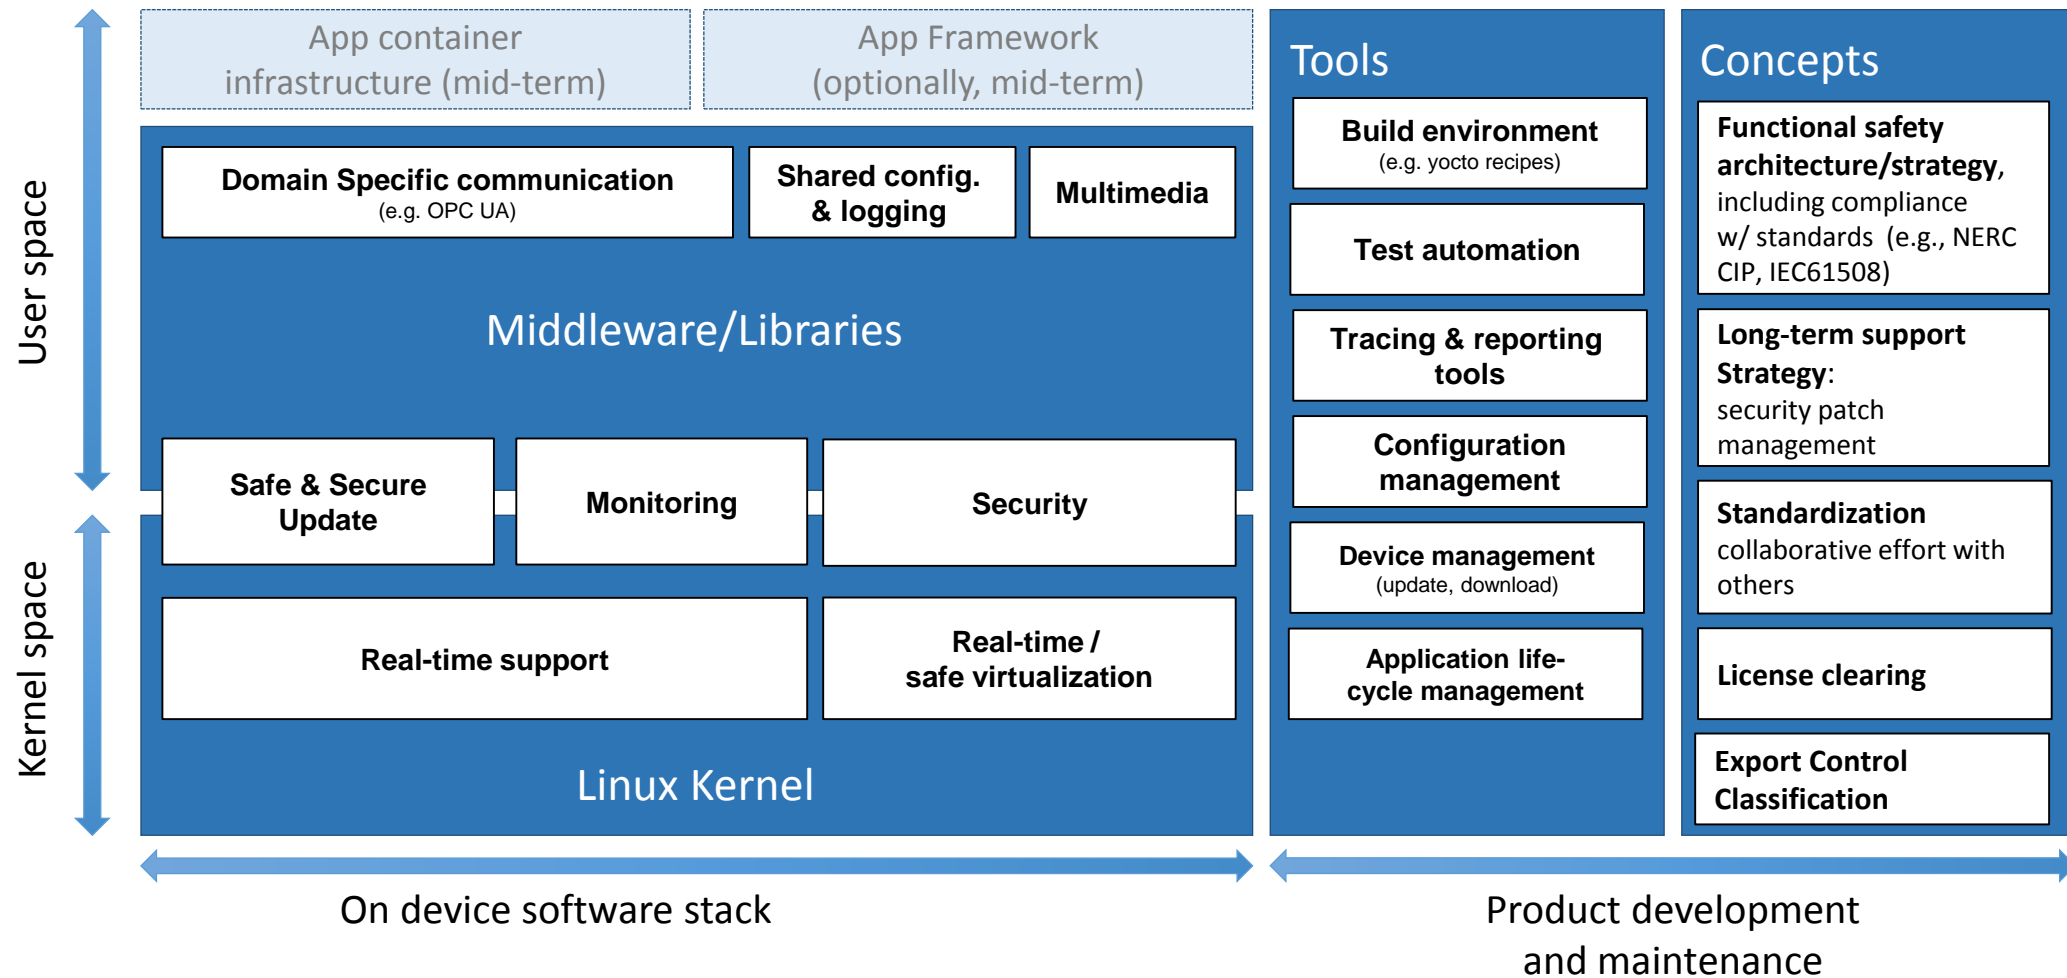 User space
Kernel space
App container
infrastructure (mid-term)
App Framework
(optionally, mid-term)
Domain Specific communication
(e.g. OPC UA)
Shared config.
& logging
Multimedia
Middleware/Libraries
Safe & Secure
Update
Monitoring
Security
Real-time support
Real-time /
safe virtualization
Linux Kernel
On device software stack
Tools
Build environment
(e.g. yocto recipes)
Test automation
Tracing & reporting
tools
Configuration
management
Device management
(update, download)
Application life-
cycle management
Concepts
Functional safety
architecture/strategy,
including compliance
w/ standards (e.g., NERC
CIP, IEC61508)
Long-term support
Strategy:
security patch
management
Standardization
collaborative effort with
others
License clearing
Export Control
Classification
Product development
and maintenance